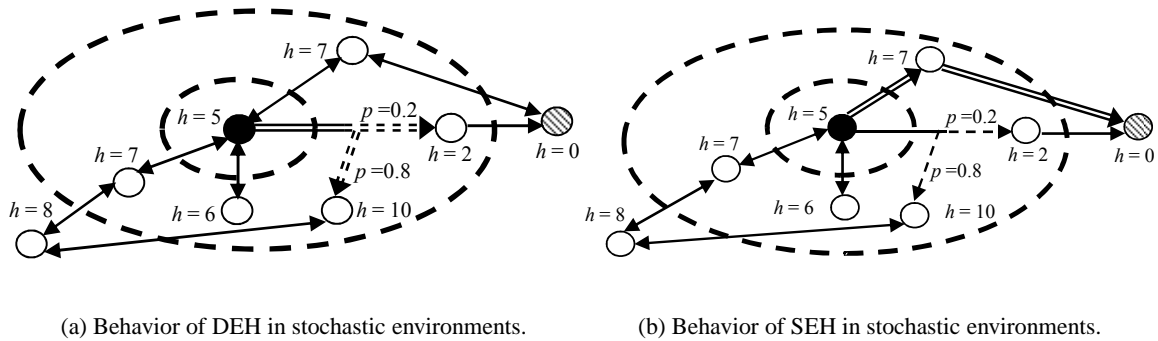 h = 7
h = 5
p =0.2
h = 7
h = 2
h = 0
p =0.8
h = 8
h = 6
h = 10
(a) Behavior of DEH in stochastic environments.
h = 7
h = 5
p =0.2
h = 7
h = 2
h = 0
p =0.8
h = 8
h = 6
h = 10
(b) Behavior of SEH in stochastic environments.